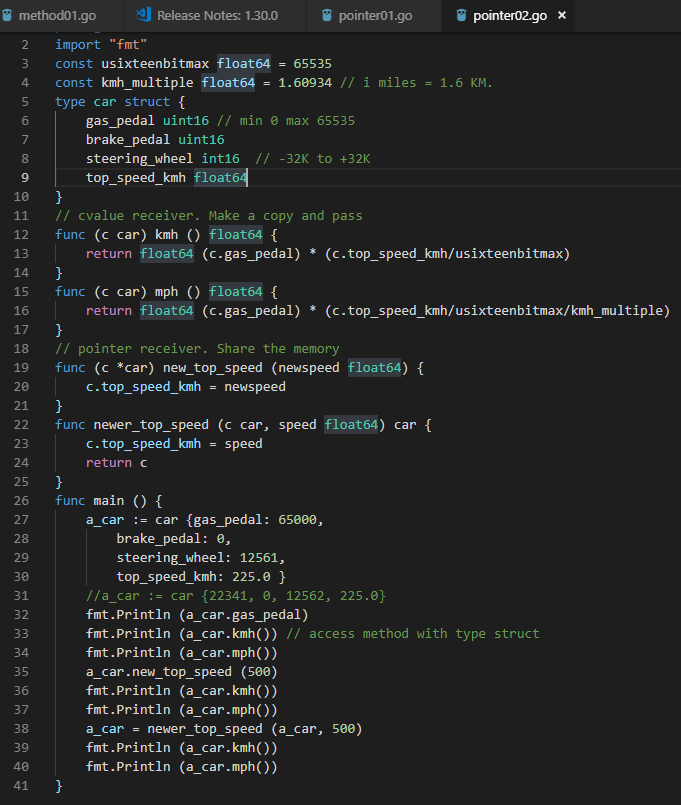 method01.go Release Notes: 1.30.0 pointer01.go pointer02.go ×
2 import "fmt"
3 const usixteenbitmax float64 = 65535
4 const kmh_multiple float64 = 1.60934 // i miles = 1.6 KM.
5 type car struct {
6 gas_pedal uint16 // min 0 max 65535
7 brake_pedal uint16
8 steering_wheel int16 // -32K to +32K
9 top_speed_kmh float64
10 }
11 // cvalue receiver. Make a copy and pass
12 func (c car) kmh () float64 {
13 return float64 (c.gas_pedal) * (c.top_speed_kmh/usixteenbitmax)
14 }
15 func (c car) mph () float64 {
16 return float64 (c.gas_pedal) * (c.top_speed_kmh/usixteenbitmax/kmh_multiple)
17 }
18 // pointer receiver. Share the memory
19 func (c *car) new_top_speed (newspeed float64) {
20 c.top_speed_kmh = newspeed
21 }
22 func newer_top_speed (c car, speed float64) car {
23 c.top_speed_kmh = speed
24 return c
25 }
26 func main () {
27 a_car := car {gas_pedal: 65000,
28 brake_pedal: 0,
29 steering_wheel: 12561,
30 top_speed_kmh: 225.0 }
31 //a_car := car {22341, 0, 12562, 225.0}
32 fmt.Println (a_car.gas_pedal)
33 fmt.Println (a_car.kmh()) // access method with type struct
34 fmt.Println (a_car.mph())
35 a_car.new_top_speed (500)
36 fmt.Println (a_car.kmh())
37 fmt.Println (a_car.mph())
38 a_car = newer_top_speed (a_car, 500)
39 fmt.Println (a_car.kmh())
40 fmt.Println (a_car.mph())
41 }